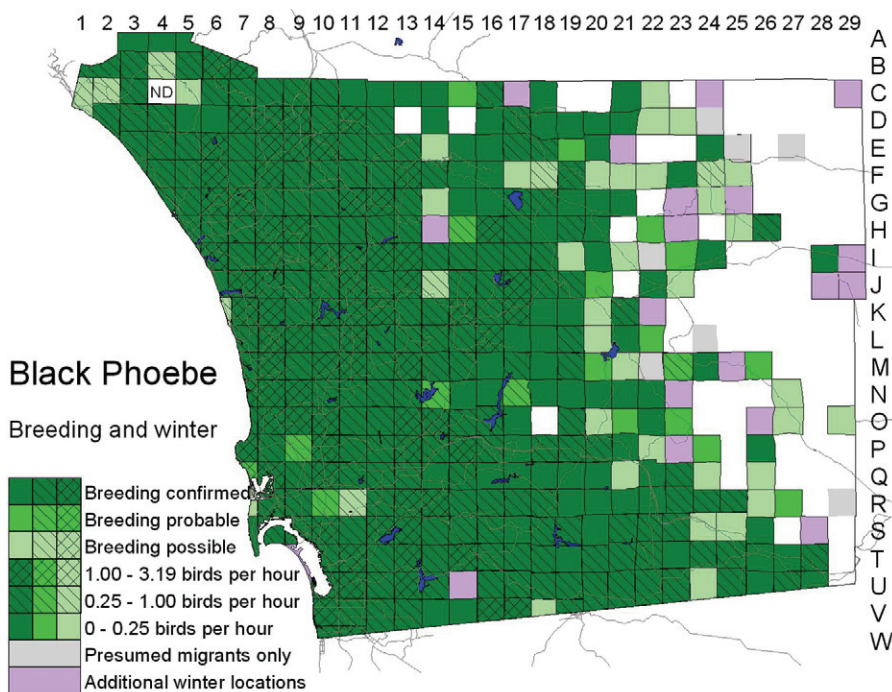 1 2 3 4 5 6 7 8 9 10 11 12 13 14 15 16 17 18 19 20 21 22 23 24 25 26 27 28 29
A
B
C
D
E
F
G
H
I
J
K
L
M
N
O
P
Q
R
S
T
U
V
W
ND
Black Phoebe
Breeding and winter
Breeding confirmed
Breeding probable
Breeding possible
1.00 - 3.19 birds per hour
0.25 - 1.00 birds per hour
0 - 0.25 birds per hour
Presumed migrants only
Additional winter locations